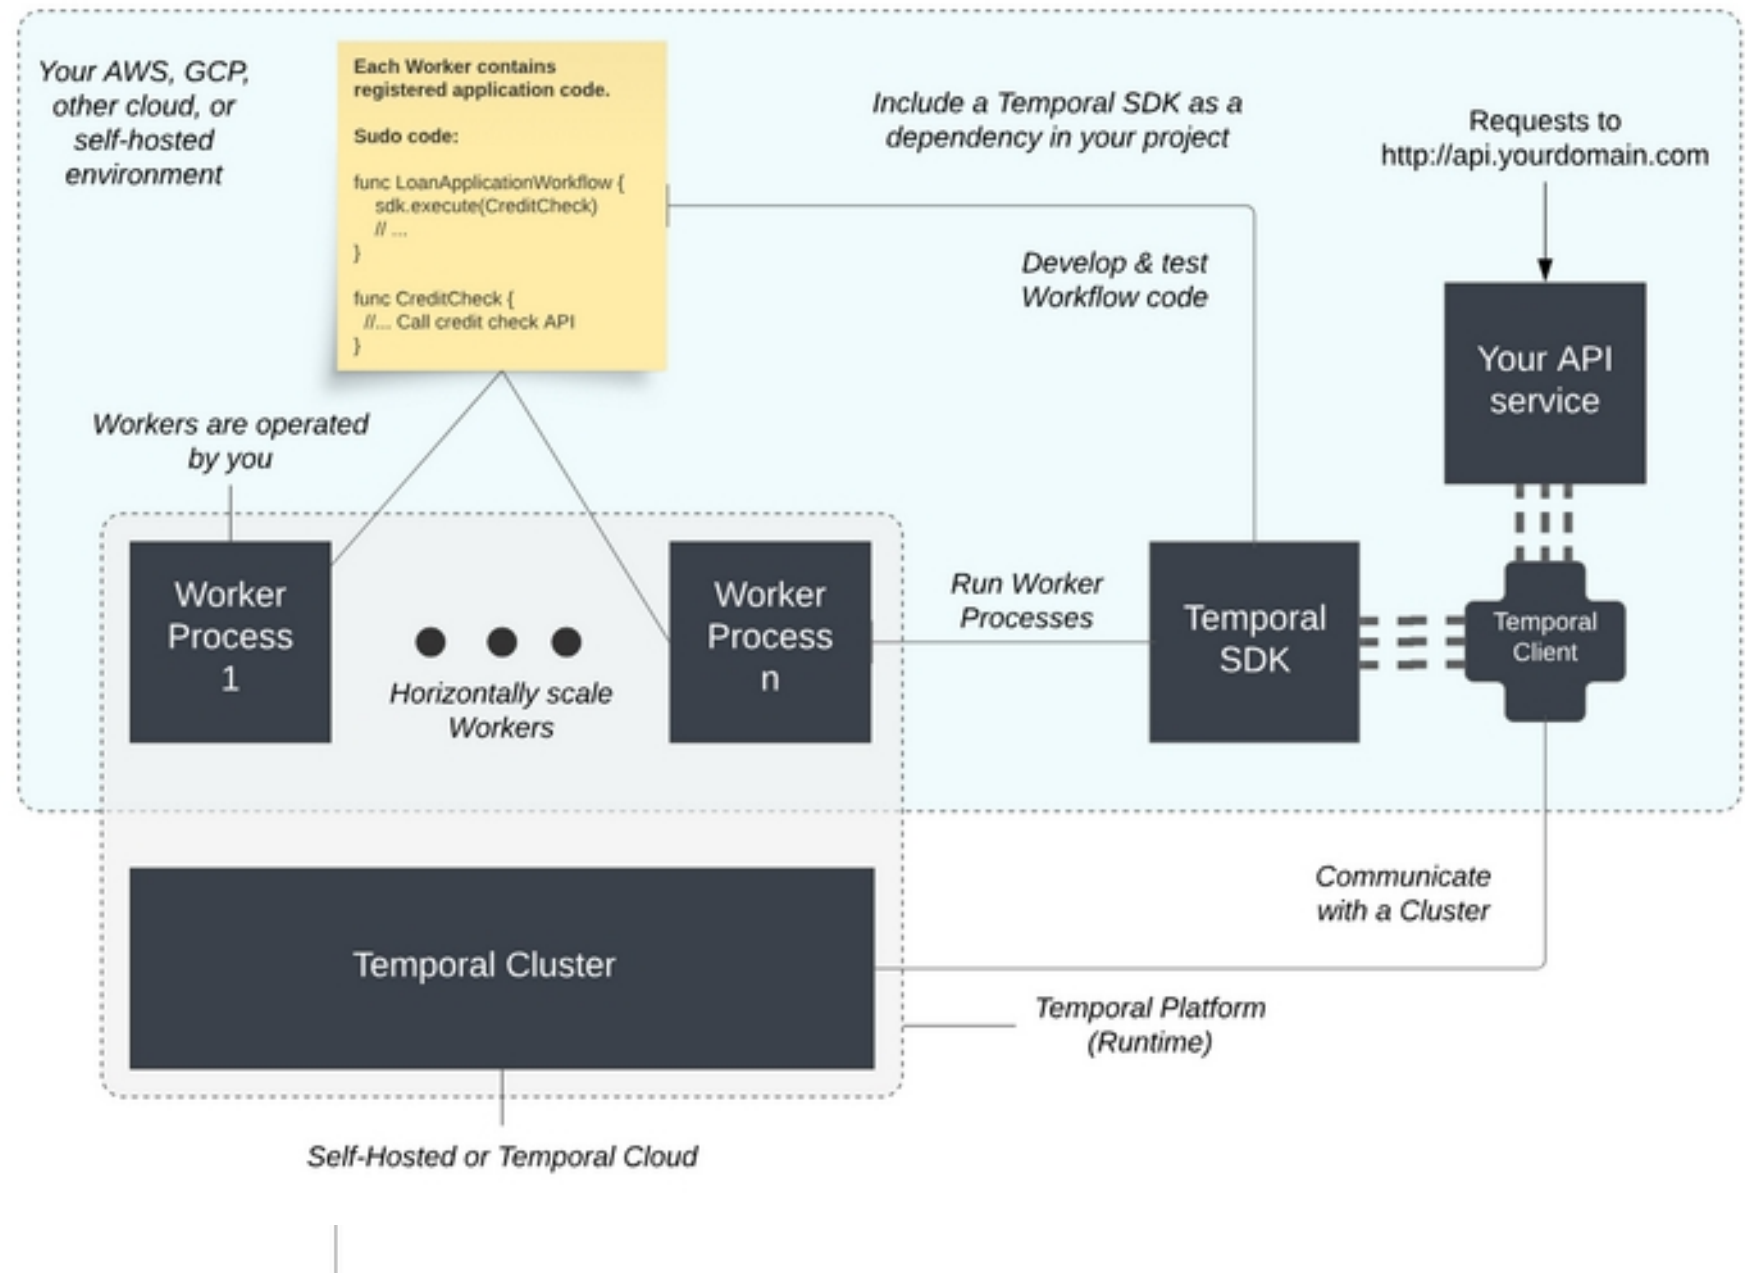 Your AWS, GCP,
other cloud, or
self-hosted
environment
Each Worker contains
registered application code.
Sudo code:
func LoanApplicationWorkflow {
sdk.execute(CreditCheck)
// ...
}
func CreditCheck {
//... Call credit check API
}
Include a Temporal SDK as a
dependency in your project
Requests to
http://api.yourdomain.com
Develop & test
Workflow code
Your API
service
Workers are operated
by you
Worker
Process
1
Horizontally scale
Workers
Worker
Process
n
Run Worker
Processes
Temporal
SDK
Temporal
Client
Communicate
with a Cluster
Temporal Cluster
Temporal Platform
(Runtime)
Self-Hosted or Temporal Cloud